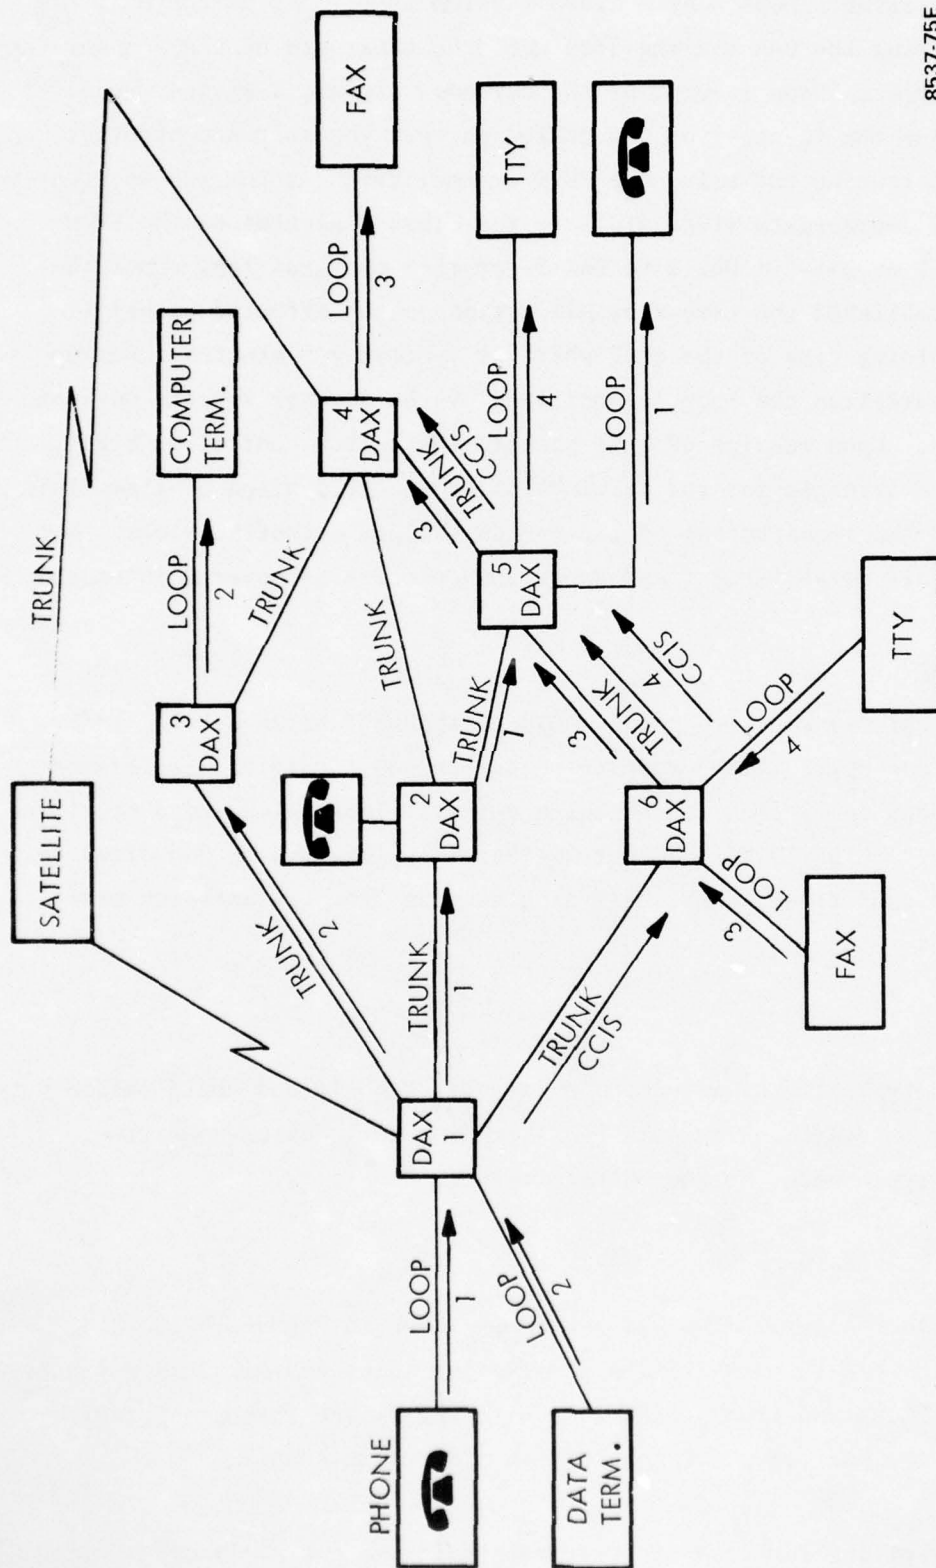 SATELLITE
TRUNK
PHONE
LOOP
1
DATA
TERM.
LOOP
2
DAX
1
TRUNK
2
TRUNK
1
TRUNK
CCIS
DAX
3
LOOP
2
COMPUTER
TERM.
TRUNK
DAX
2
TRUNK
TRUNK
1
DAX
4
LOOP
3
FAX
TRUNK
CCIS
3
DAX
5
LOOP
4
TTY
LOOP
1
DAX
6
3
TRUNK
4
CCIS
LOOP
3
FAX
LOOP
4
TTY
8537-75E